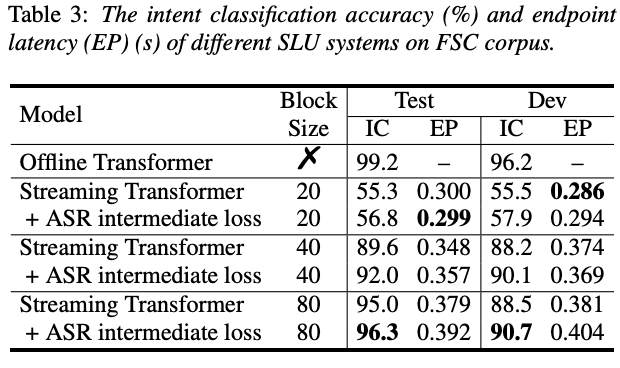 Table 3: The intent classification accuracy (%) and endpoint
latency (EP) (s) of different SLU systems on FSC corpus.
Model Block Size Test Dev
IC EP IC EP
Offline Transformer ✗ 99.2 – 96.2 –
Streaming Transformer 20 55.3 0.300 55.5 0.286
+ ASR intermediate loss 20 56.8 0.299 57.9 0.294
Streaming Transformer 40 89.6 0.348 88.2 0.374
+ ASR intermediate loss 40 92.0 0.357 90.1 0.369
Streaming Transformer 80 95.0 0.379 88.5 0.381
+ ASR intermediate loss 80 96.3 0.392 90.7 0.404